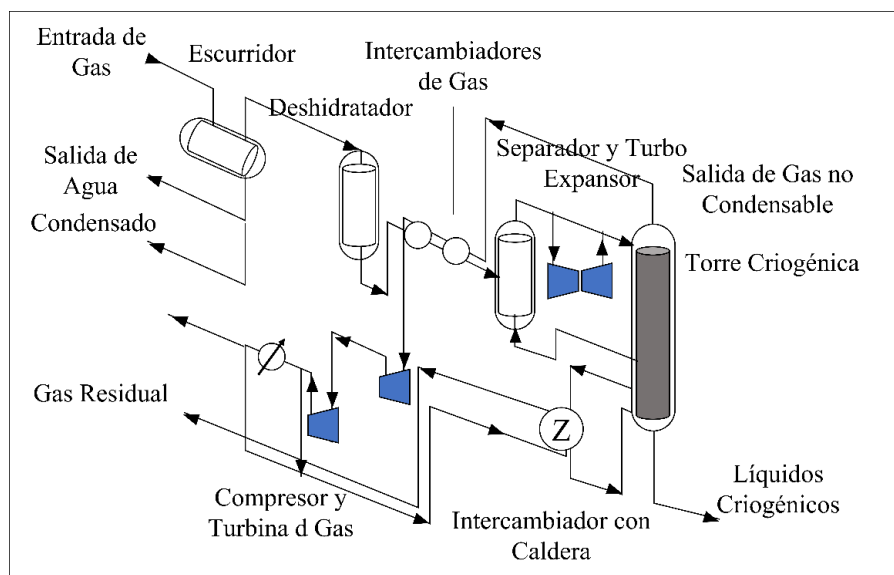 Entrada de
Gas
Escurridor
Intercambiadores
de Gas
Deshidratador
Separador y Turbo
Expansor
Salida de
Agua
Salida de Gas no
Condensable
Condensado
Torre Criogénica
Gas Residual
Z
Compresor y
Turbina d Gas
Intercambiador con
Caldera
Líquidos
Criogénicos